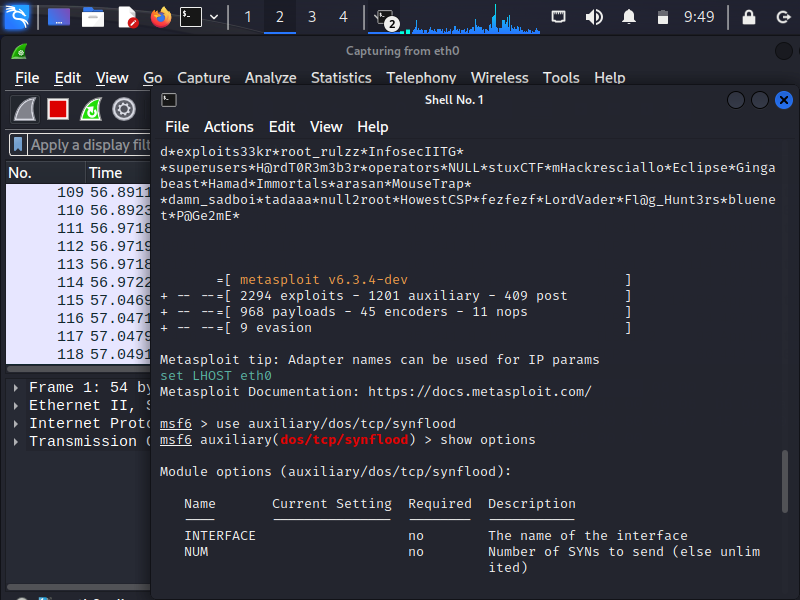 1 2 3 4 2 9:49
Capturing from eth0
File Edit View Go Capture Analyze Statistics Telephony Wireless Tools Help
Apply a display filt
No. Time
109 56.8911
110 56.8923
111 56.9718
112 56.9719
113 56.9718
114 56.9722
115 57.0469
116 57.0471
117 57.0479
118 57.0491
Frame 1: 54 by
Ethernet II, S
Internet Proto
Transmission C
Shell No. 1
File Actions Edit View Help
d*exploits33kr*root_rulzz*InfosecIITG*
*superusers*H@rdT0R3m3b3r*operators*NULL*stuxCTF*mHackresciallo*Eclipse*Ginga
beast*Hamad*Immortals*arasan*MouseTrap*
*damn_sadboi*tadaaa*null2root*HowestCSP*fezfezf*LordVader*Fl@g_Hunt3rs*bluene
t*P@Ge2mE*
=[ metasploit v6.3.4-dev ]
+ -- --=[ 2294 exploits - 1201 auxiliary - 409 post ]
+ -- --=[ 968 payloads - 45 encoders - 11 nops ]
+ -- --=[ 9 evasion ]
Metasploit tip: Adapter names can be used for IP params
set LHOST eth0
Metasploit Documentation: https://docs.metasploit.com/
msf6 > use auxiliary/dos/tcp/synflood
msf6 auxiliary(dos/tcp/synflood) > show options
Module options (auxiliary/dos/tcp/synflood):
Name Current Setting Required Description
INTERFACE no The name of the interface
NUM no Number of SYNs to send (else unlim
ited)